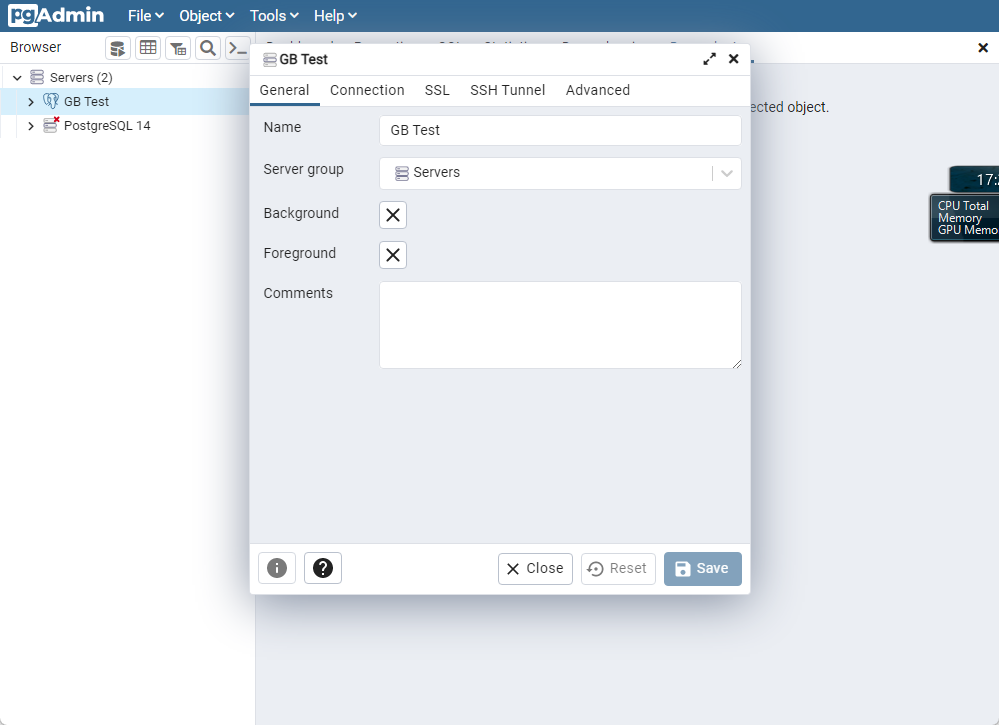 pgAdmin File Object Tools Help
Browser
Servers (2)
GB Test
PostgreSQL 14
GB Test
General Connection SSL SSH Tunnel Advanced
Name GB Test
Server group Servers
Background
Foreground
Comments
Close Reset Save
object.
17:
CPU Total
Memory
GPU Memo